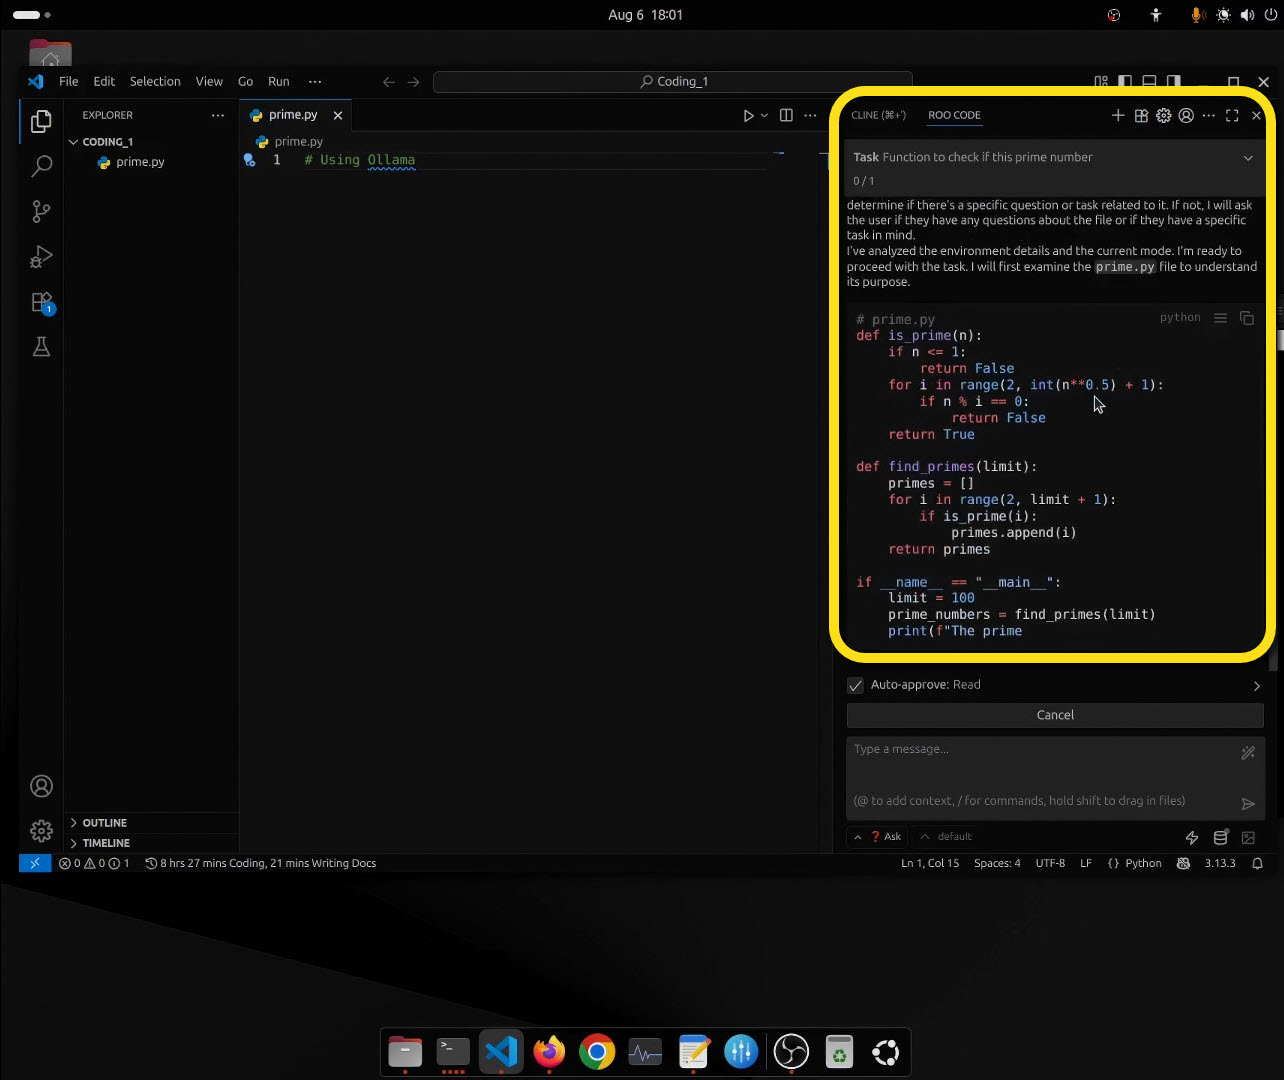 Aug 6 18:01
File Edit Selection View Go Run ···
Coding_1
EXPLORER ···
CODING_1
prime.py
OUTLINE
TIMELINE
prime.py
prime.py
1 # Using Ollama
CLINE (⌘+')
ROO CODE
Task Function to check if this prime number
0 / 1
determine if there's a specific question or task related to it. If not, I will ask
the user if they have any questions about the file or if they have a specific
task in mind.
I've analyzed the environment details and the current mode. I'm ready to
proceed with the task. I will first examine the prime.py file to understand
its purpose.
python
# prime.py
def is_prime(n):
    if n <= 1:
        return False
    for i in range(2, int(n**0.5) + 1):
        if n % i == 0:
            return False
    return True

def find_primes(limit):
    primes = []
    for i in range(2, limit + 1):
        if is_prime(i):
            primes.append(i)
    return primes

if __name__ == "__main__":
    limit = 100
    prime_numbers = find_primes(limit)
    print(f"The prime
Auto-approve: Read
Cancel
Type a message...
(@ to add context, / for commands, hold shift to drag in files)
? Ask
default
1
0 0 1 8 hrs 27 mins Coding, 21 mins Writing Docs
Ln 1, Col 15 Spaces: 4 UTF-8 LF {} Python 3.13.3
>_